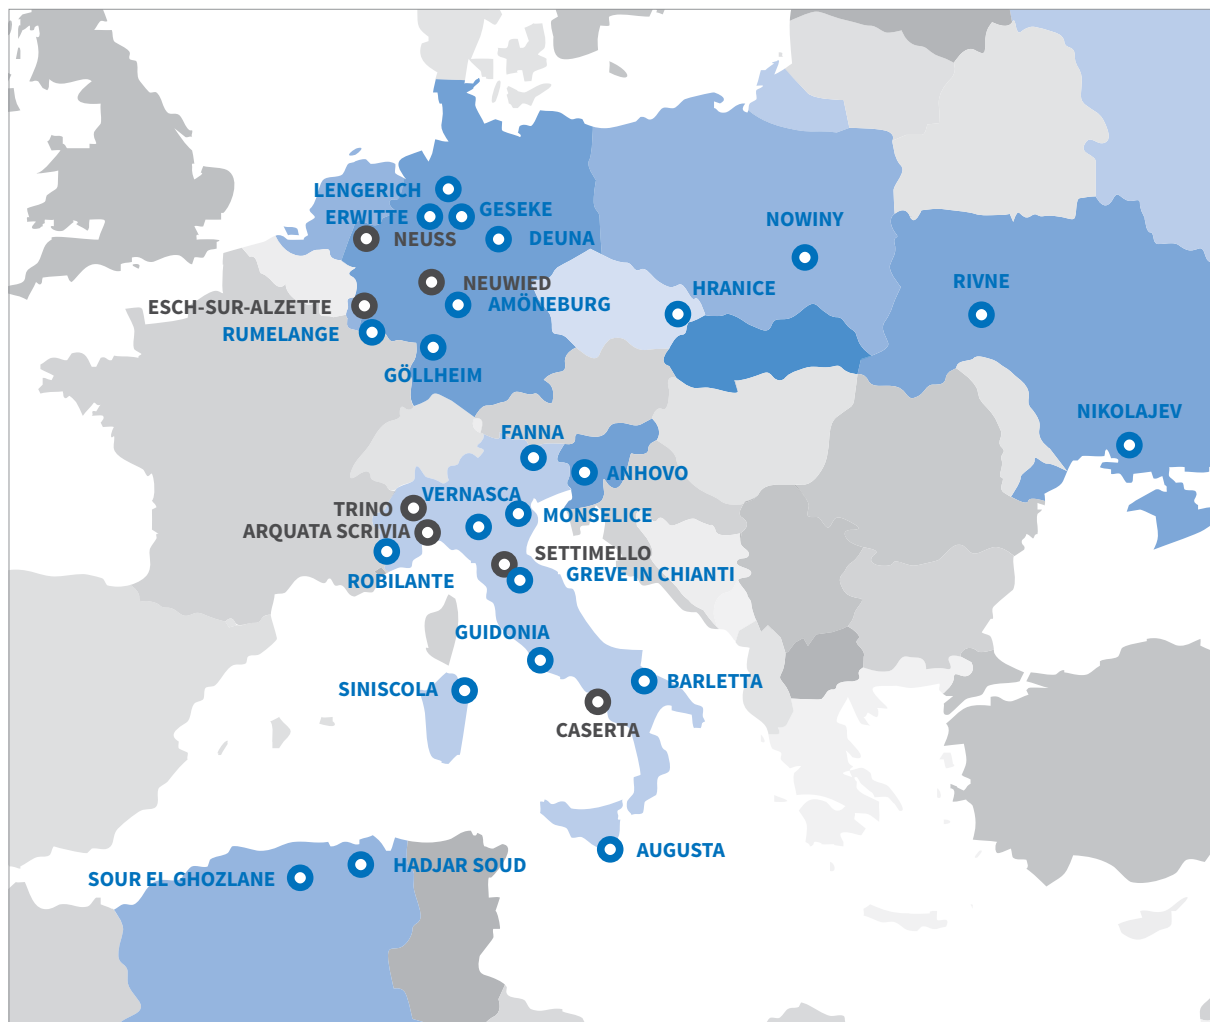 LENGERICH
ERWITTE
GESEKE
NEUSS
DEUNA
NOWINY
NEUWIED
HRANICE
RIVNE
ESCH-SUR-ALZETTE
AMÖNEBURG
RUMELANGE
GÖLLHEIM
NIKOLAJEV
FANNA
ANHOVO
VERNASCA
TRINO
MONSELICE
ARQUATA SCRIVIA
SETTIMELLO
ROBILANTE
GREVE IN CHIANTI
GUIDONIA
SINISCOLA
BARLETTA
CASERTA
AUGUSTA
HADJAR SOUD
SOUR EL GHOZLANE